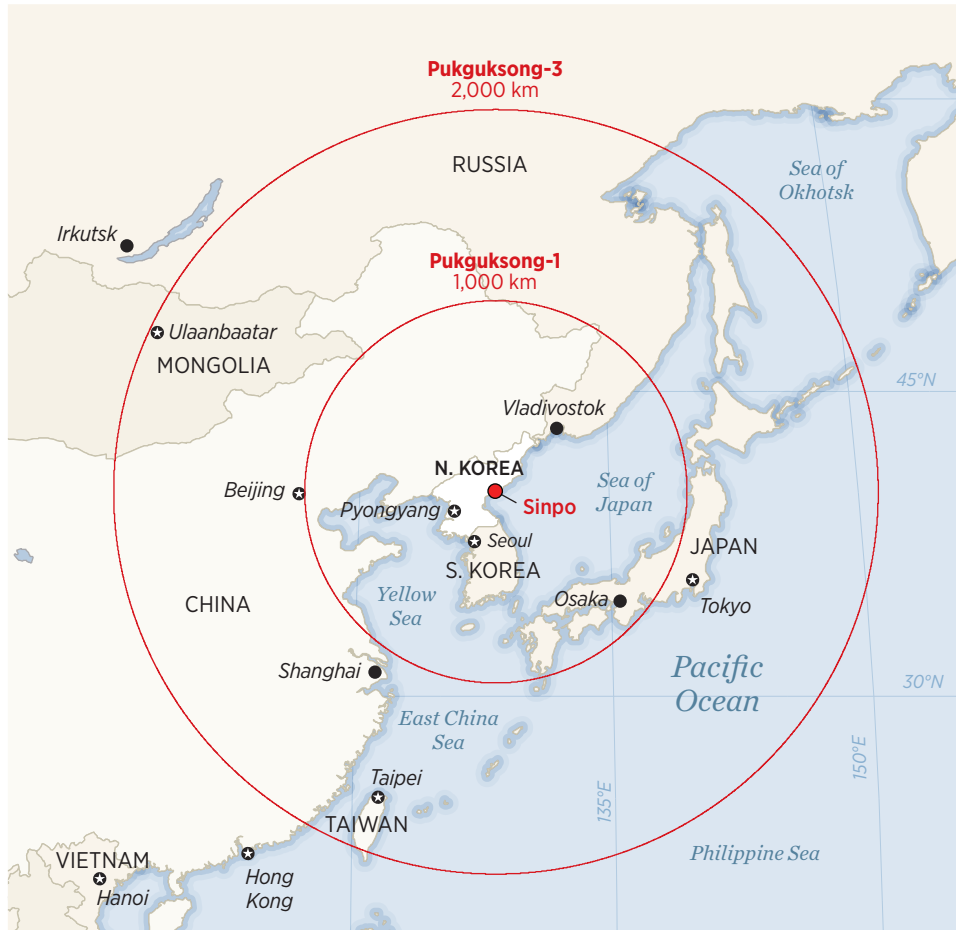 Pukguksong-3
2,000 km
RUSSIA
Sea of
Okhotsk
Irkutsk
Pukguksong-1
1,000 km
Ulaanbaatar
MONGOLIA
45°N
Vladivostok
N. KOREA
Beijing
Pyongyang
Sinpo
Sea of
Japan
Seoul
S. KOREA
JAPAN
CHINA
Yellow
Sea
Osaka
Tokyo
Shanghai
Pacific
Ocean
30°N
East China
Sea
150°E
135°E
Taipei
TAIWAN
VIETNAM
Hanoi
Hong
Kong
Philippine Sea